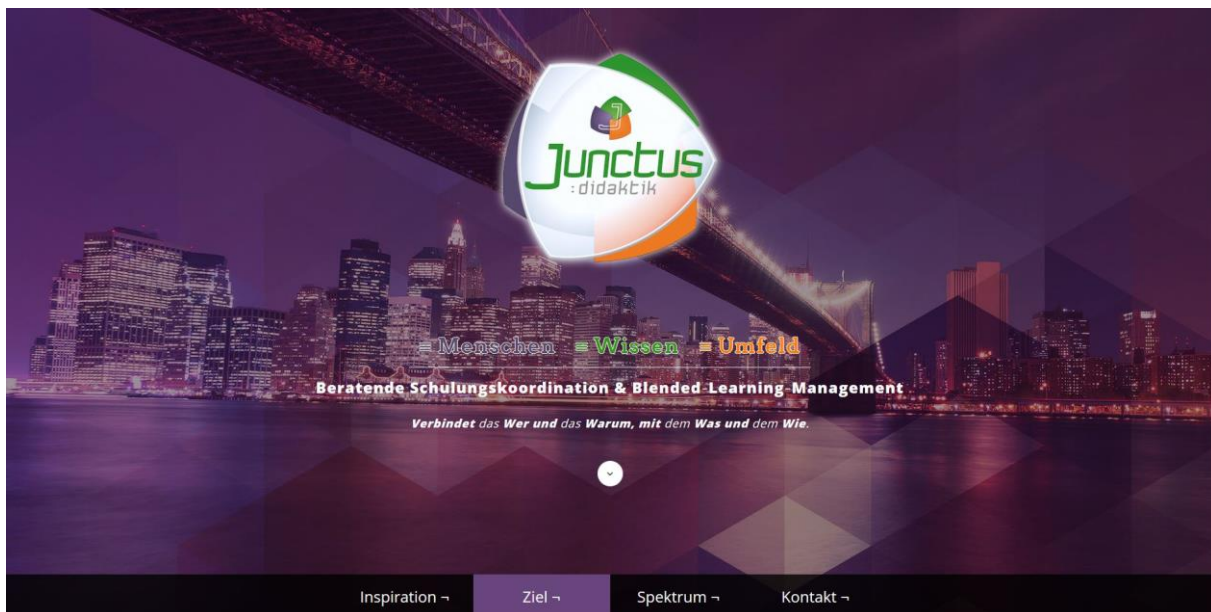 J
Junctus
:didaktik
≡ Menschen ≡ Wissen ≡ Umfeld
Beratende Schulungskoordination & Blended-Learning-Management
Verbindet das Wer und das Warum, mit dem Was und dem Wie.
Inspiration ¬ Ziel ¬ Spektrum ¬ Kontakt ¬